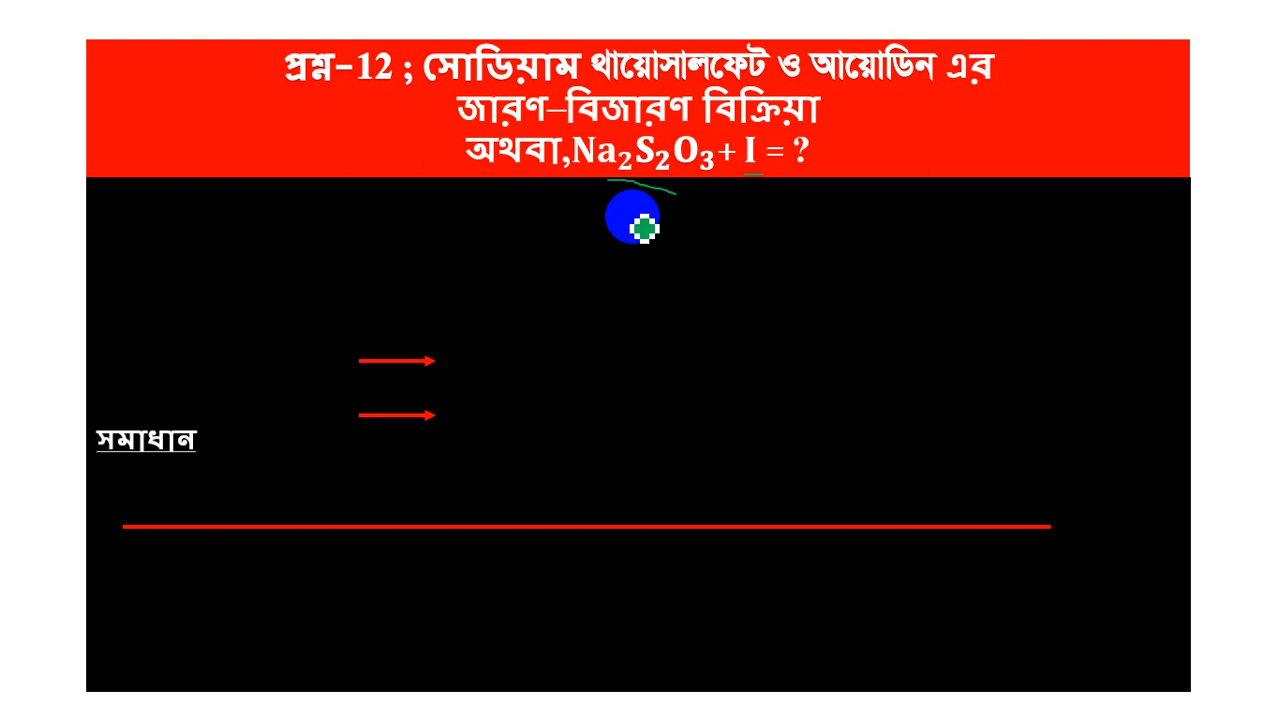 প্রশ্ন-12 ; সোডিয়াম থায়োসালফেট ও আয়োডিন এর
জারণ–বিজারণ বিক্রিয়া
অথবা,Na₂S₂O₃+ I = ?
সমাধান